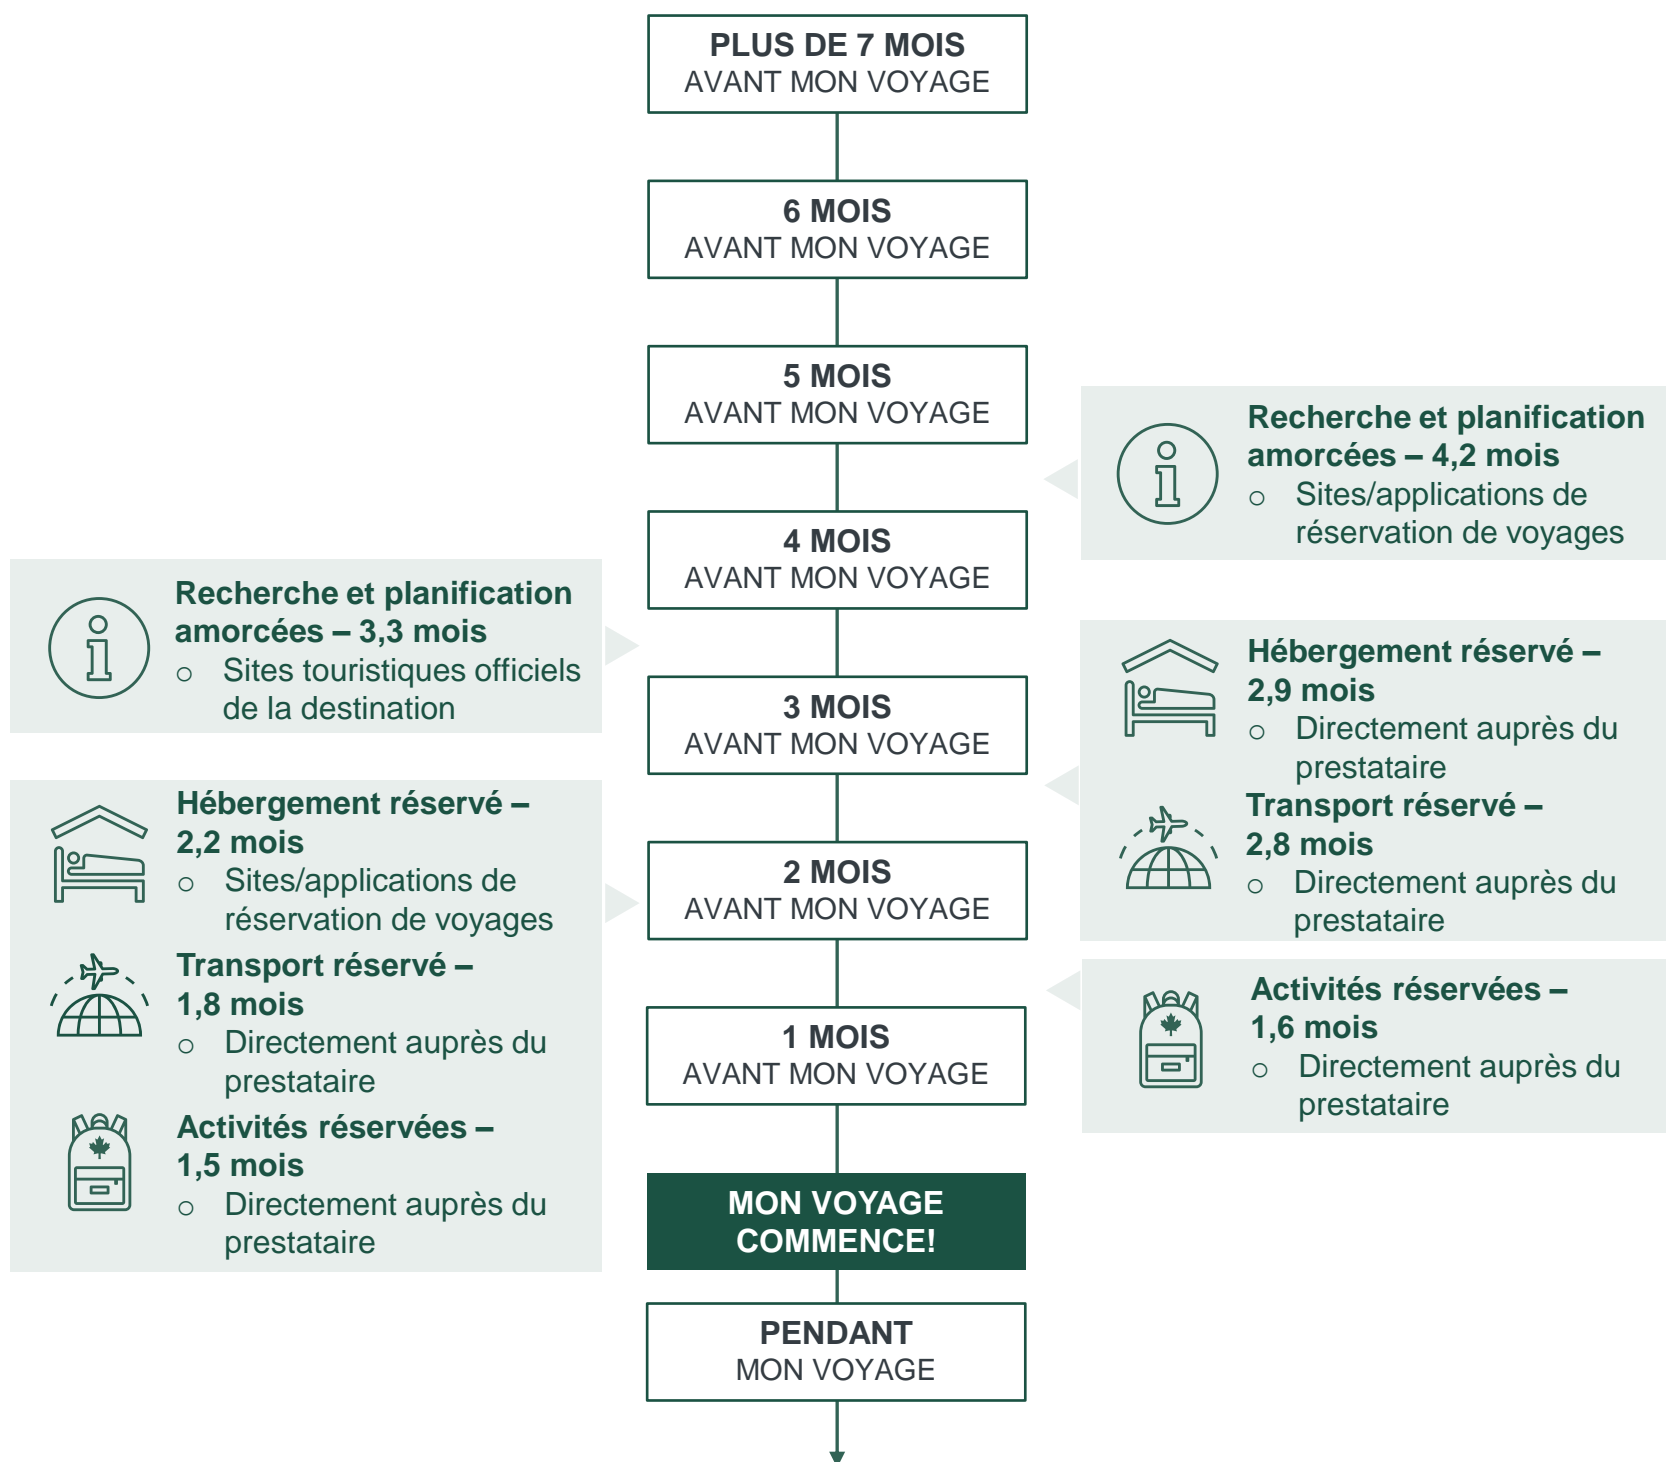 PLUS DE 7 MOIS
AVANT MON VOYAGE
6 MOIS
AVANT MON VOYAGE
5 MOIS
AVANT MON VOYAGE
4 MOIS
AVANT MON VOYAGE
3 MOIS
AVANT MON VOYAGE
2 MOIS
AVANT MON VOYAGE
1 MOIS
AVANT MON VOYAGE
MON VOYAGE
COMMENCE!
PENDANT
MON VOYAGE
Recherche et planification
amorcées – 3,3 mois
o Sites touristiques officiels
de la destination
Hébergement réservé –
2,2 mois
o Sites/applications de
réservation de voyages
Transport réservé –
1,8 mois
o Directement auprès du
prestataire
Activités réservées –
1,5 mois
o Directement auprès du
prestataire
Recherche et planification
amorcées – 4,2 mois
o Sites/applications de
réservation de voyages
Hébergement réservé –
2,9 mois
o Directement auprès du
prestataire
Transport réservé –
2,8 mois
o Directement auprès du
prestataire
Activités réservées –
1,6 mois
o Directement auprès du
prestataire